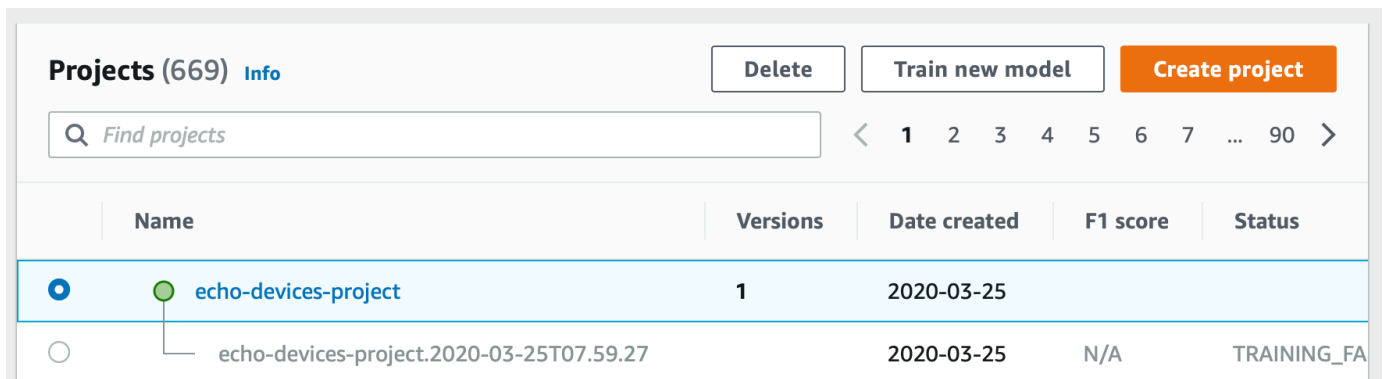 Projects (669) Info Delete Train new model Create project
Find projects 1 2 3 4 5 6 7 ... 90
Name Versions Date created F1 score Status
echo-devices-project 1 2020-03-25
echo-devices-project.2020-03-25T07.59.27 2020-03-25 N/A TRAINING_FA